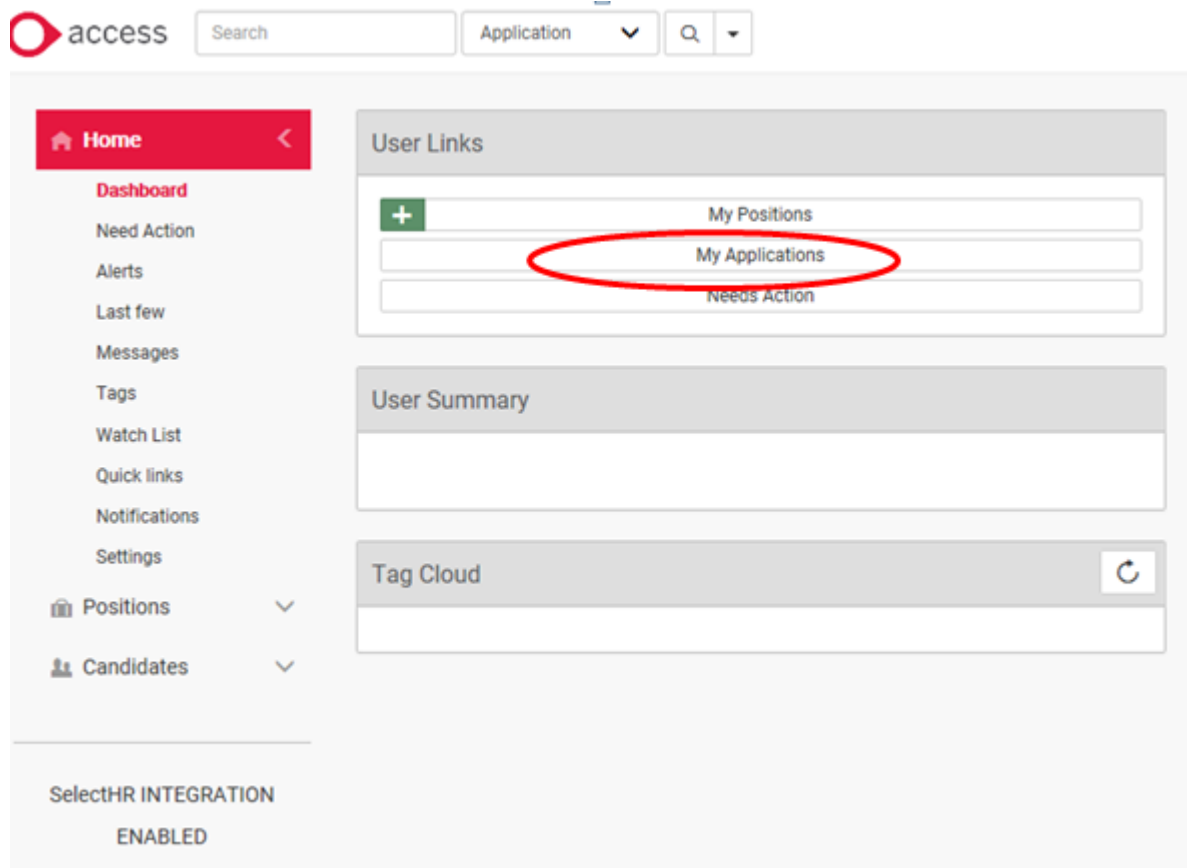 access
Search
Application
Home
Dashboard
Need Action
Alerts
Last few
Messages
Tags
Watch List
Quick links
Notifications
Settings
Positions
Candidates
SelectHR INTEGRATION
ENABLED
User Links
My Positions
My Applications
Needs Action
User Summary
Tag Cloud